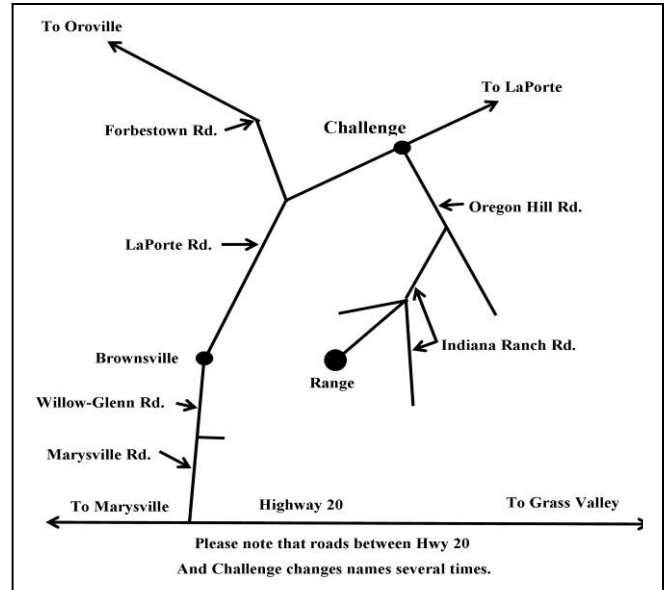 To Oroville
To LaPorte
Forbestown Rd.
Challenge
Oregon Hill Rd.
LaPorte Rd.
Indiana Ranch Rd.
Brownsville
Range
Willow-Glenn Rd.
Marysville Rd.
To Marysville
Highway 20
To Grass Valley
Please note that roads between Hwy 20
And Challenge changes names several times.